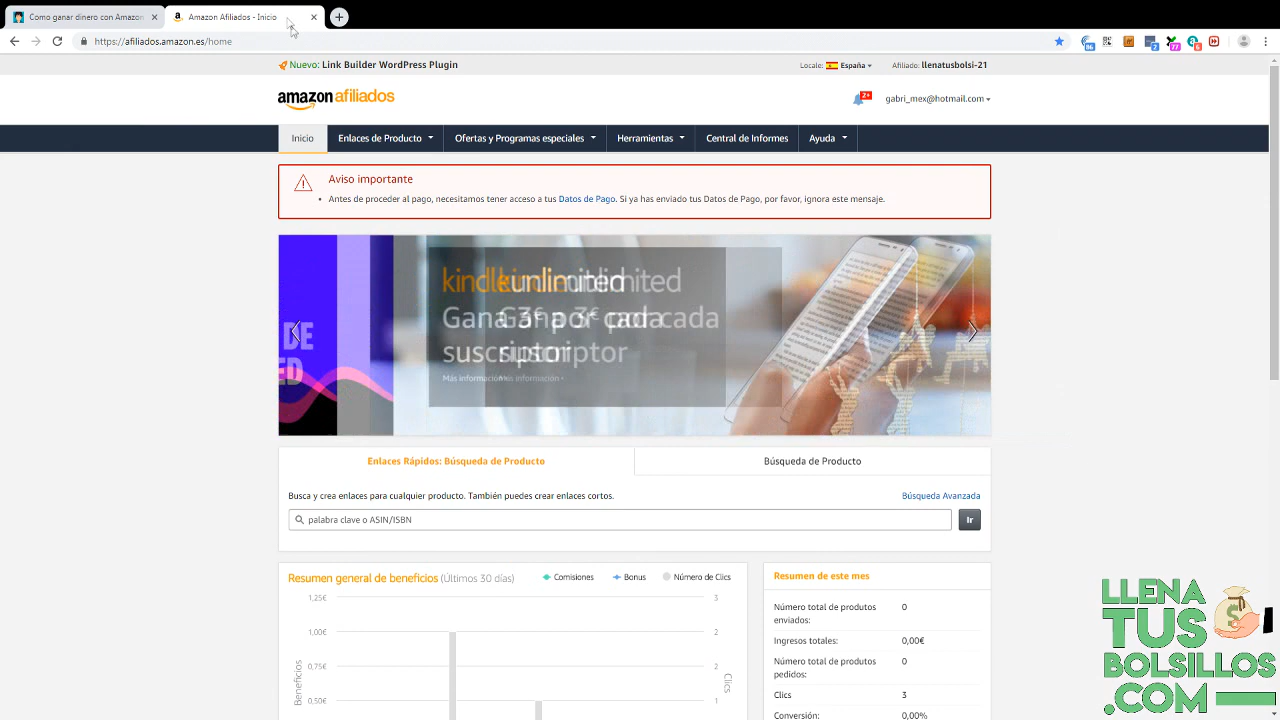 Como ganar dinero con Amazon
Amazon Afiliados - Inicio
https://afiliados.amazon.es/home
Nuevo: Link Builder WordPress Plugin
Locale: España
Afiliado: llenatusbolsi-21
amazon afiliados
2+
gabri_mex@hotmail.com
Inicio
Enlaces de Producto
Ofertas y Programas especiales
Herramientas
Central de Informes
Ayuda
Aviso importante
Antes de proceder al pago, necesitamos tener acceso a tus Datos de Pago. Si ya has enviado tus Datos de Pago, por favor, ignora este mensaje.
DE
ED
kindle unlimited
Gana 3€ por cada
suscriptor
Más información
Enlaces Rápidos: Búsqueda de Producto
Búsqueda de Producto
Busca y crea enlaces para cualquier producto. También puedes crear enlaces cortos.
Búsqueda Avanzada
palabra clave o ASIN/ISBN
Ir
Resumen general de beneficios (Últimos 30 días)
Comisiones
Bonus
Número de Clics
1,25€
3
1,00€
2
0,75€
2
0,50€
1
Beneficios
Clics
Resumen de este mes
Número total de produtos
enviados:
0
Ingresos totales:
0,00€
Número total de produtos
pedidos:
0
Clics
3
Conversión:
0,00%
LLENA
TUS
BOLSILLOS
.COM